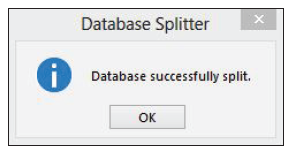 Database Splitter
Database successfully split.
OK